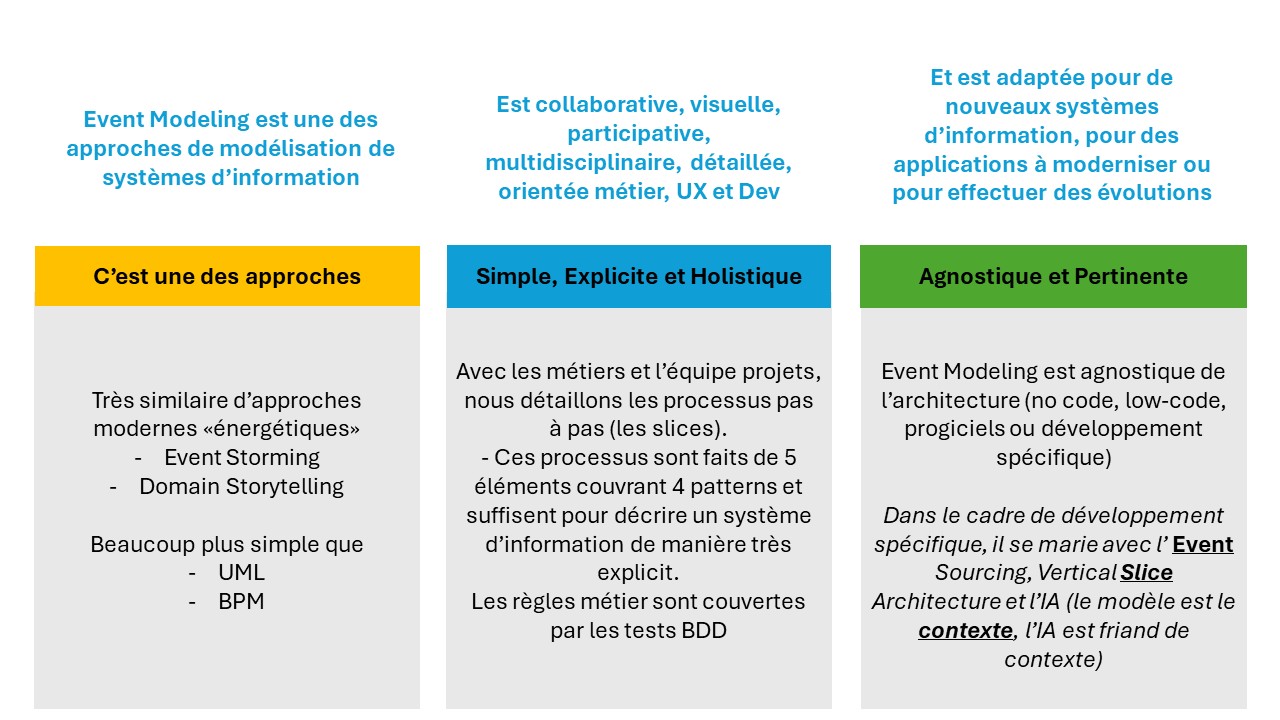 Event Modeling est une des
approches de modélisation de
systèmes d’information
Est collaborative, visuelle,
participative,
multidisciplinaire, détaillée,
orientée métier, UX et Dev
Et est adaptée pour de
nouveaux systèmes
d’information, pour des
applications à moderniser ou
pour effectuer des évolutions
C’est une des approches
Très similaire d’approches
modernes «énergétiques»
- Event Storming
- Domain Storytelling
Beaucoup plus simple que
- UML
- BPM
Simple, Explicite et Holistique
Avec les métiers et l’équipe projets,
nous détaillons les processus pas
à pas (les slices).
- Ces processus sont faits de 5
éléments couvrant 4 patterns et
suffisent pour décrire un système
d’information de manière très
explicit.
Les règles métier sont couvertes
par les tests BDD
Agnostique et Pertinente
Event Modeling est agnostique de
l’architecture (no code, low-code,
progiciels ou développement
spécifique)
Dans le cadre de développement
spécifique, il se marie avec l’ Event
Sourcing, Vertical Slice
Architecture et l’IA (le modèle est le
contexte, l’IA est friand de
contexte)